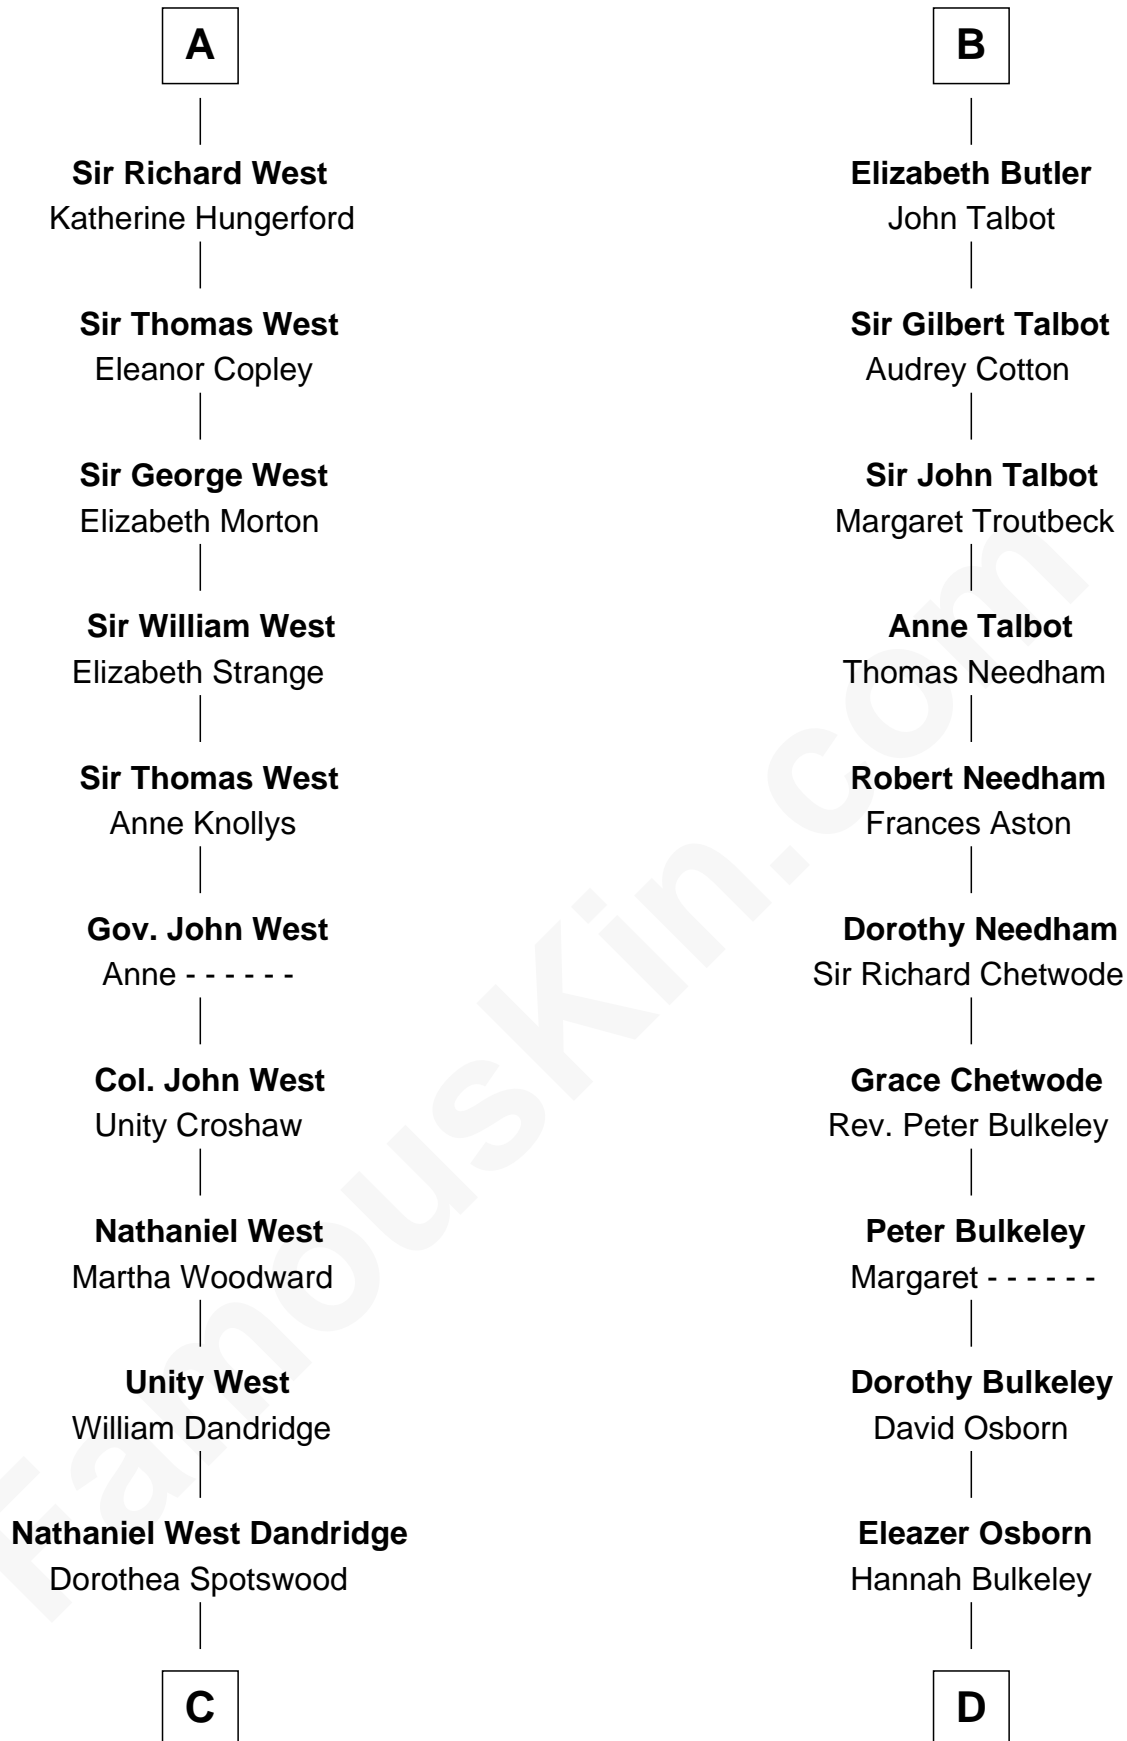 A
Sir Richard West
Katherine Hungerford
Sir Thomas West
Eleanor Copley
Sir George West
Elizabeth Morton
Sir William West
Elizabeth Strange
Sir Thomas West
Anne Knollys
Gov. John West
Anne - - - - - -
Col. John West
Unity Croshaw
Nathaniel West
Martha Woodward
Unity West
William Dandridge
Nathaniel West Dandridge
Dorothea Spotswood
C
B
Elizabeth Butler
John Talbot
Sir Gilbert Talbot
Audrey Cotton
Sir John Talbot
Margaret Troutbeck
Anne Talbot
Thomas Needham
Robert Needham
Frances Aston
Dorothy Needham
Sir Richard Chetwode
Grace Chetwode
Rev. Peter Bulkeley
Peter Bulkeley
Margaret - - - - - -
Dorothy Bulkeley
David Osborn
Eleazer Osborn
Hannah Bulkeley
D
FamousKin.com